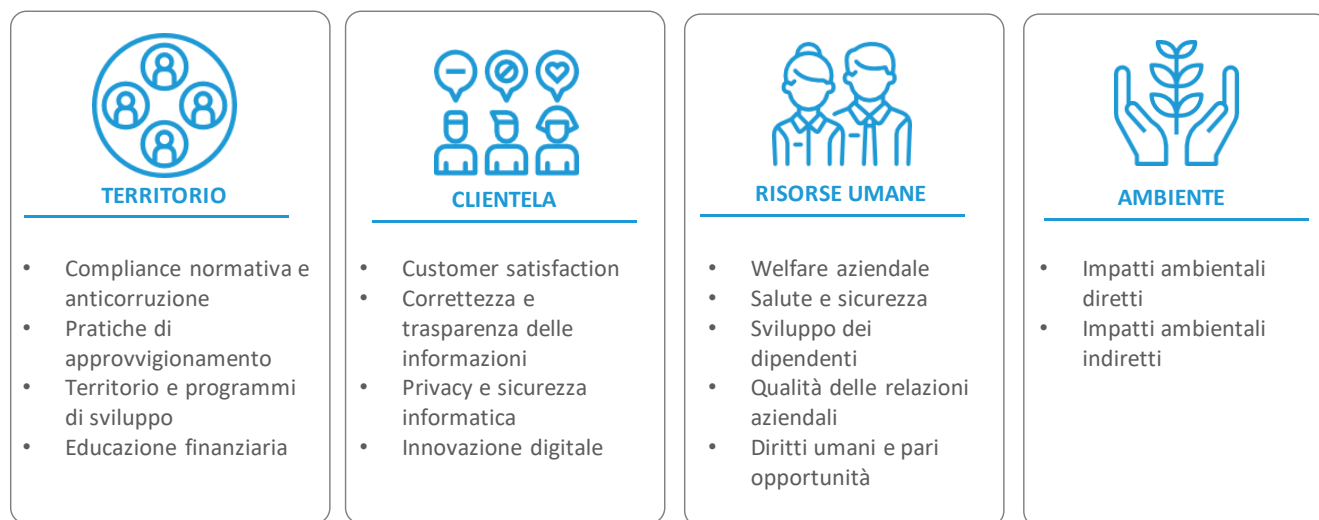 TERRITORIO
• Compliance normativa e
anticorruzione
• Pratiche di
approvvigionamento
• Territorio e programmi
di sviluppo
• Educazione finanziaria
CLIENTELA
• Customer satisfaction
• Correttezza e
trasparenza delle
informazioni
• Privacy e sicurezza
informatica
• Innovazione digitale
RISORSE UMANE
• Welfare aziendale
• Salute e sicurezza
• Sviluppo dei
dipendenti
• Qualità delle relazioni
aziendali
• Diritti umani e pari
opportunità
AMBIENTE
• Impatti ambientali
diretti
• Impatti ambientali
indiretti